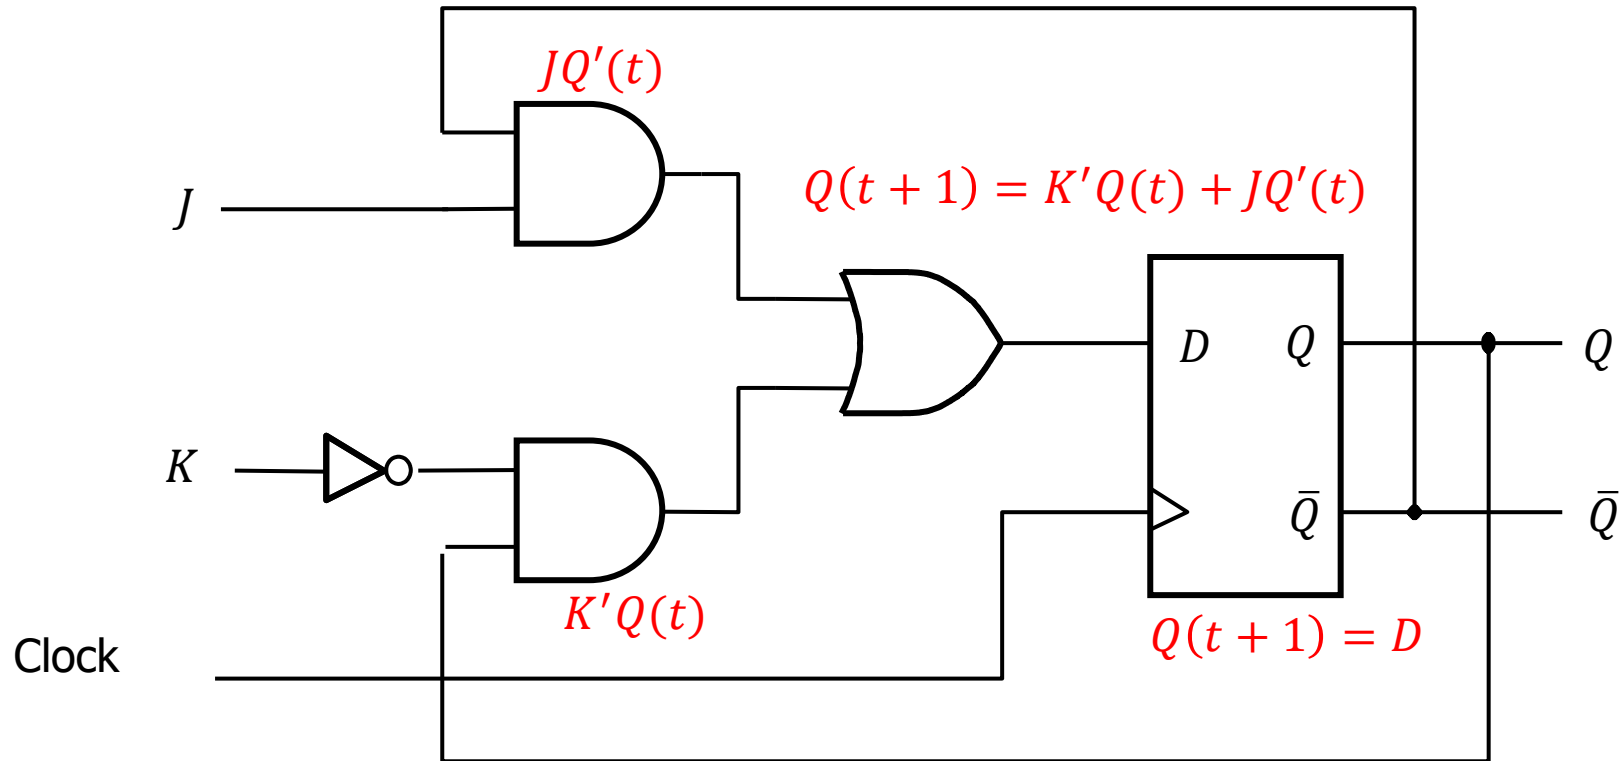 JQ′(t)
Q(t + 1) = K′Q(t) + JQ′(t)
J
D Q Q
K
Q̅ Q̅
K′Q(t)
Q(t + 1) = D
Clock